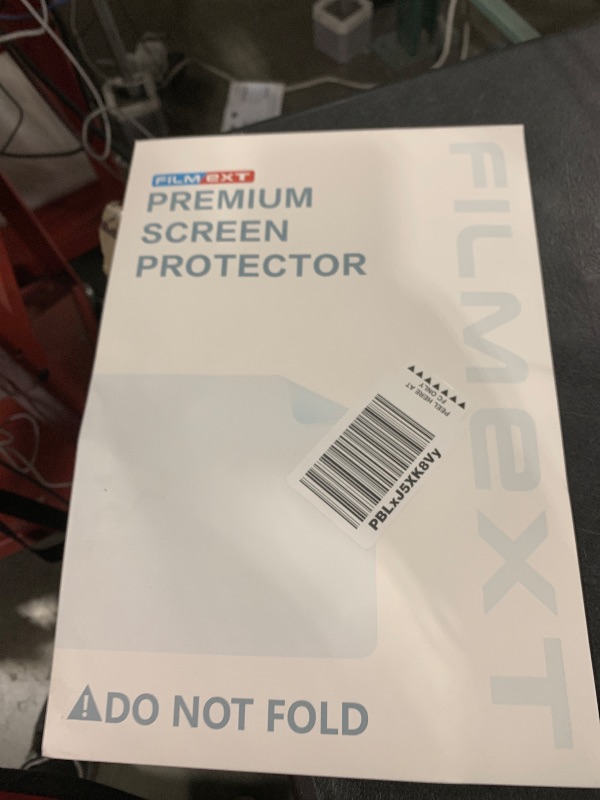 FILMEXT
PREMIUM
SCREEN
PROTECTOR
FILMEXT
PEEL HERE AT
FC ONLY
PBLxJ5XK8Vy
DO NOT FOLD